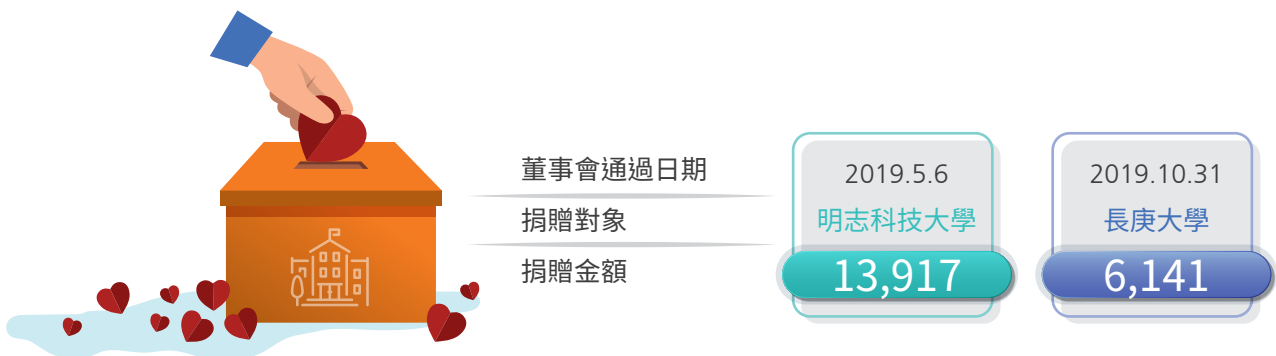 董事會通過日期
2019.5.6
2019.10.31
捐贈對象
明志科技大學
長庚大學
捐贈金額
13,917
6,141